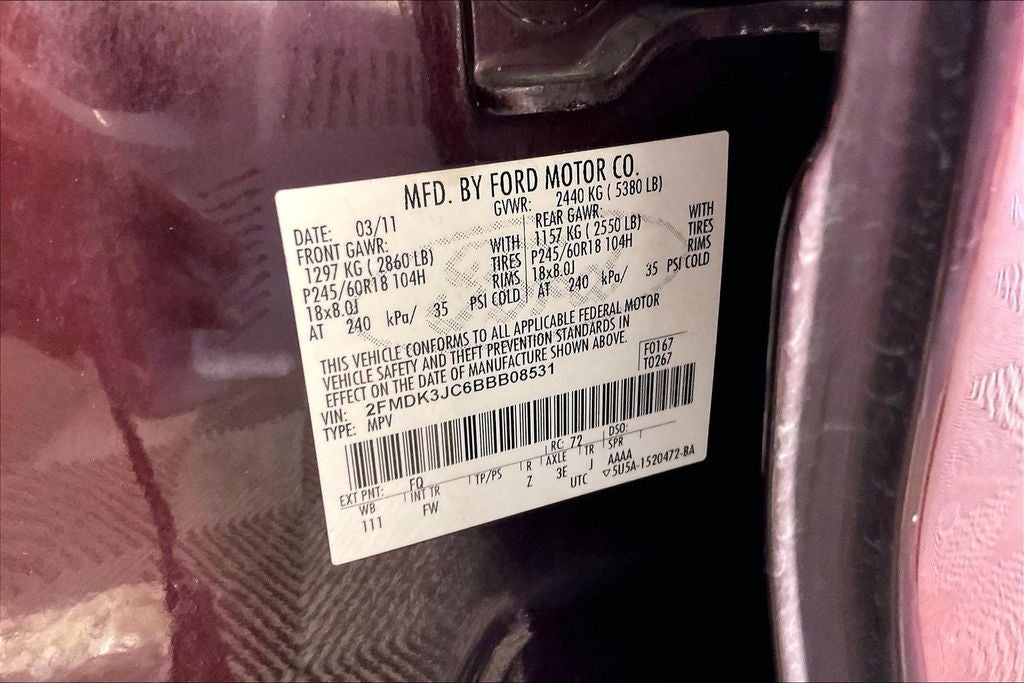 MFD. BY FORD MOTOR CO.
DATE: 03/11
GVWR: 2440 KG ( 5380 LB)
FRONT GAWR:
1297 KG ( 2860 LB) WITH
P245/60R18 104H TIRES
18x8.0J RIMS
AT 240 kPa/ 35 PSI COLD
REAR GAWR:
1157 KG ( 2550 LB) WITH
P245/60R18 104H TIRES
18x8.0J RIMS
AT 240 kPa/ 35 PSI COLD
THIS VEHICLE CONFORMS TO ALL APPLICABLE FEDERAL MOTOR
VEHICLE SAFETY AND THEFT PREVENTION STANDARDS IN
EFFECT ON THE DATE OF MANUFACTURE SHOWN ABOVE.
F0167
T0267
VIN: 2FMDK3JC6BBB08531
TYPE: MPV
EXT PNT: FQ RC: 72 DSO:
WB INT TR TP/PS R AXLE TR SPR
111 FW Z 3E J AAAA
UTC ▽5U5A-1520472-BA